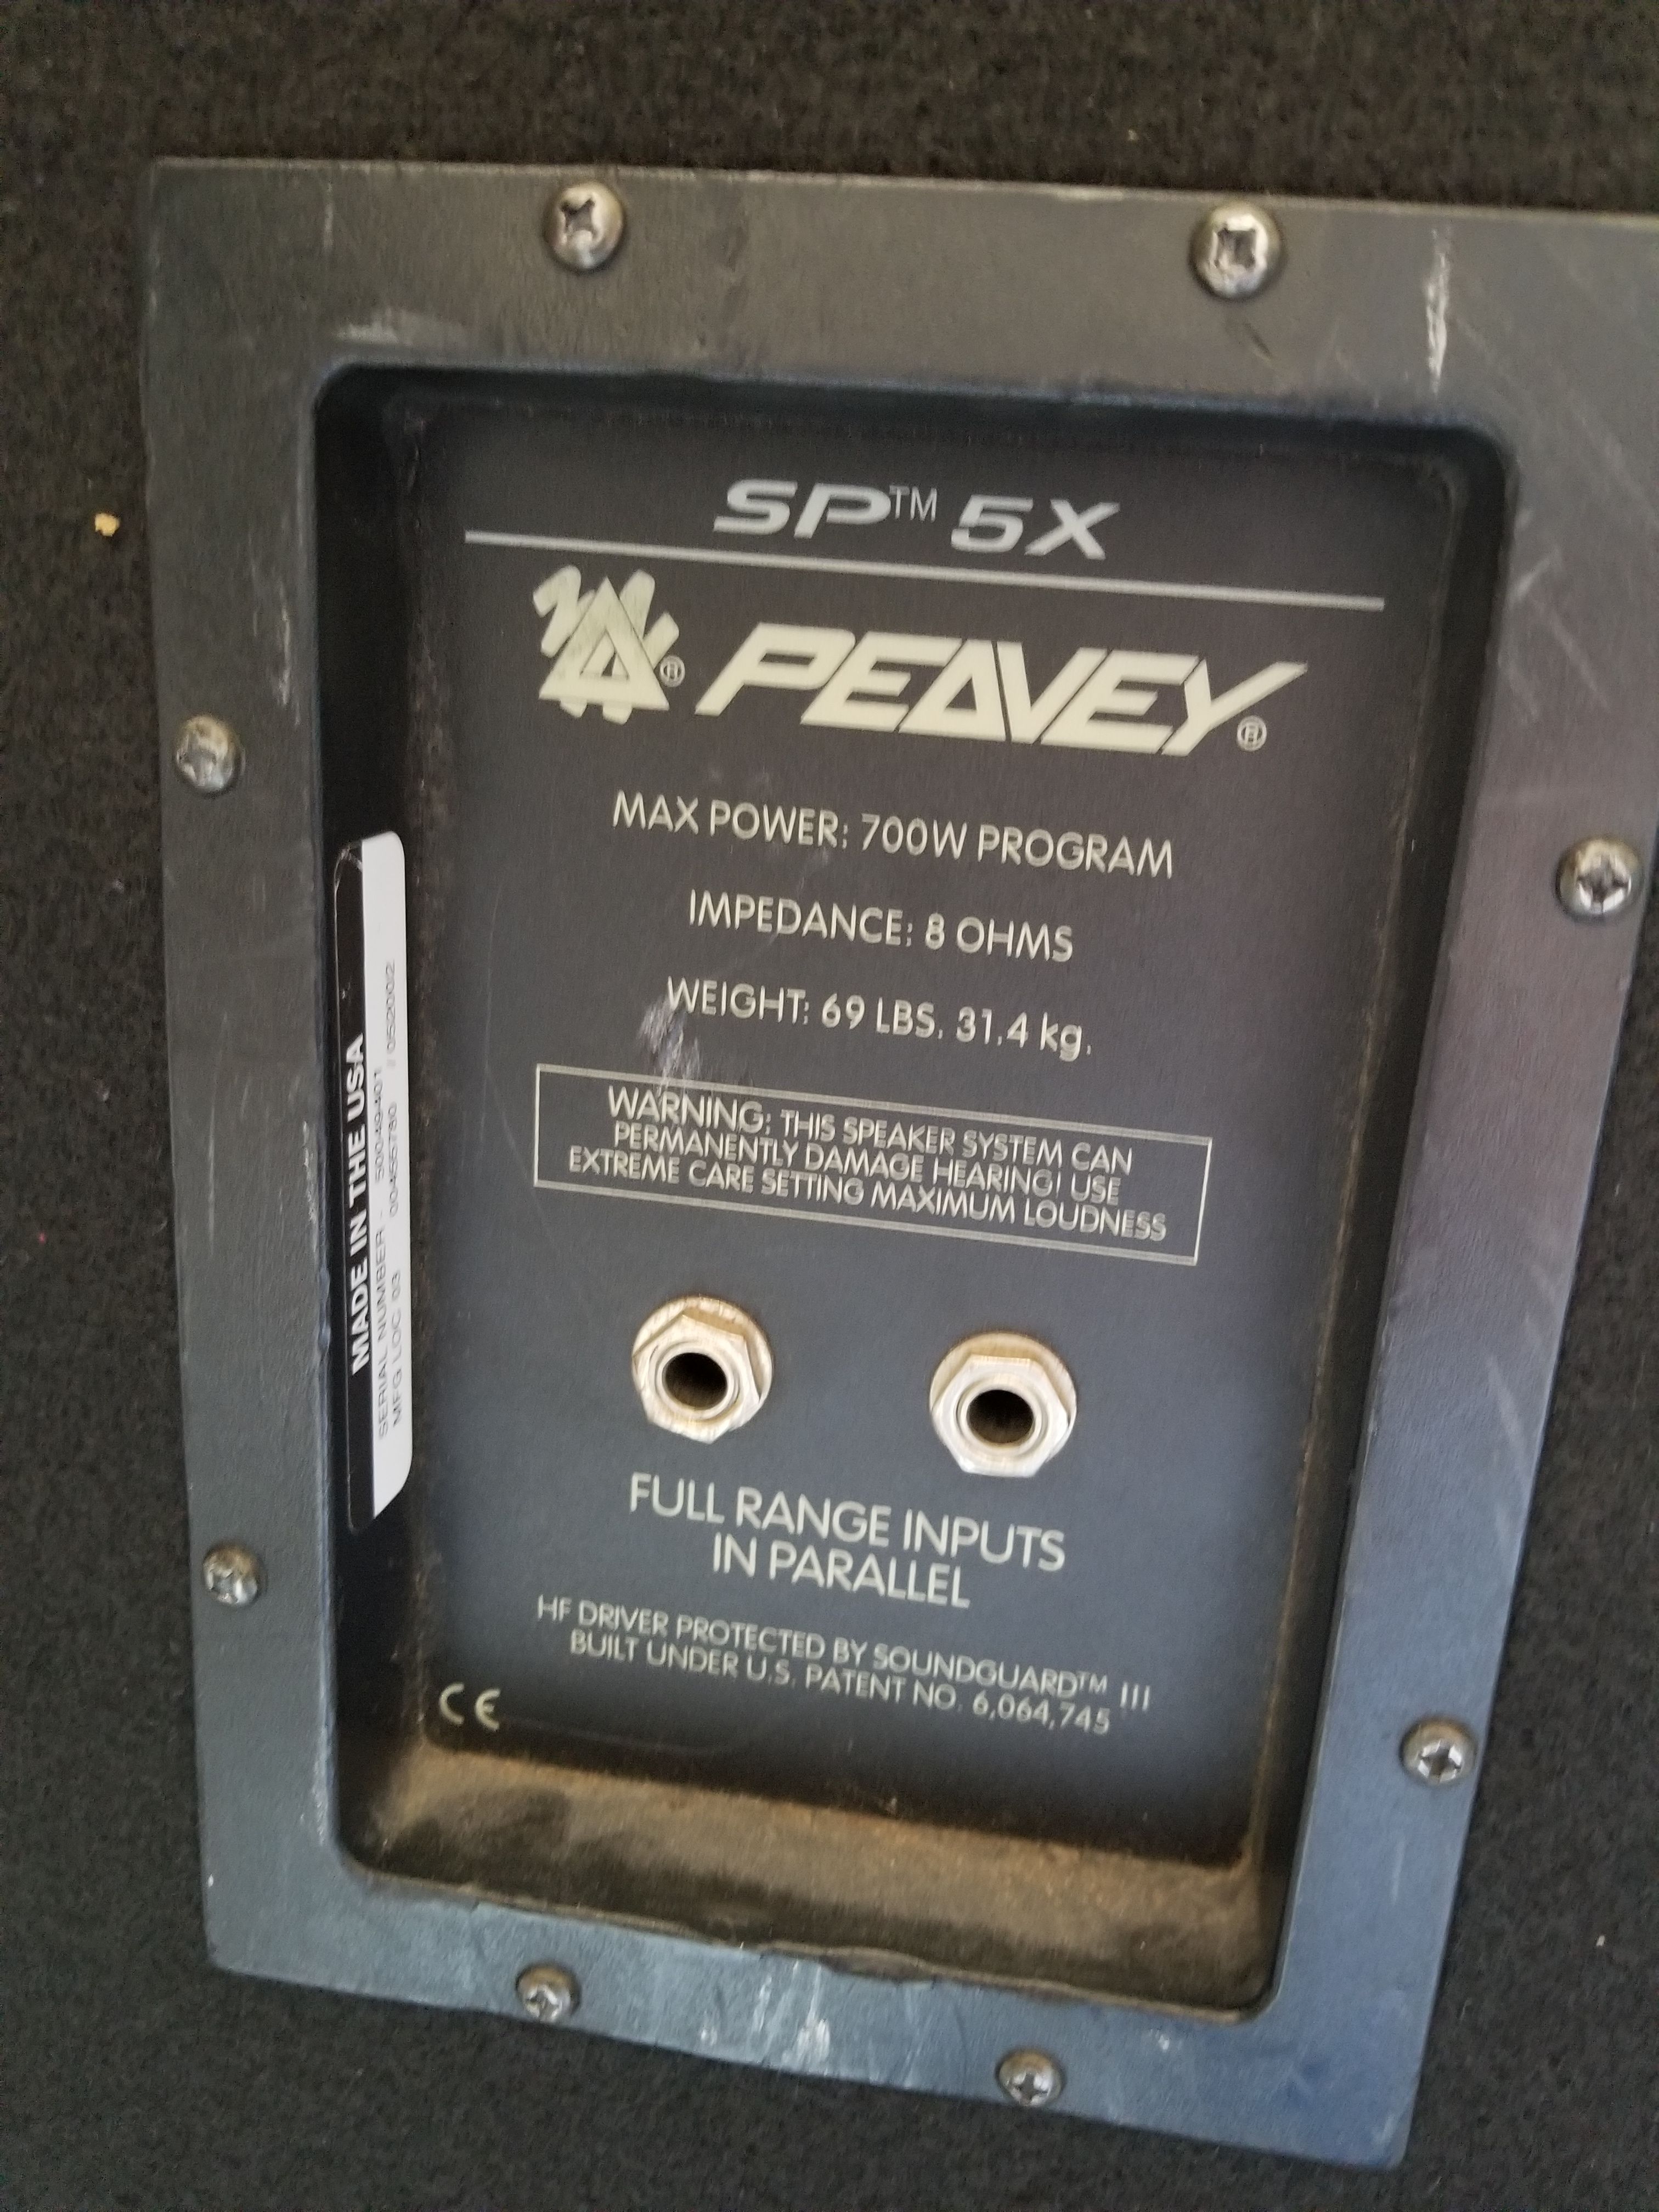 SP™ 5X
® PEAVEY®
MAX POWER: 700W PROGRAM
IMPEDANCE: 8 OHMS
WEIGHT: 69 LBS. 31.4 kg.
WARNING: THIS SPEAKER SYSTEM CAN
PERMANENTLY DAMAGE HEARING! USE
EXTREME CARE SETTING MAXIMUM LOUDNESS
FULL RANGE INPUTS
IN PARALLEL
HF DRIVER PROTECTED BY SOUNDGUARD™ III
BUILT UNDER U.S. PATENT NO. 6,064,745
CE
MADE IN THE USA
SERIAL NUMBER -
MFG LOC 03 / 052002